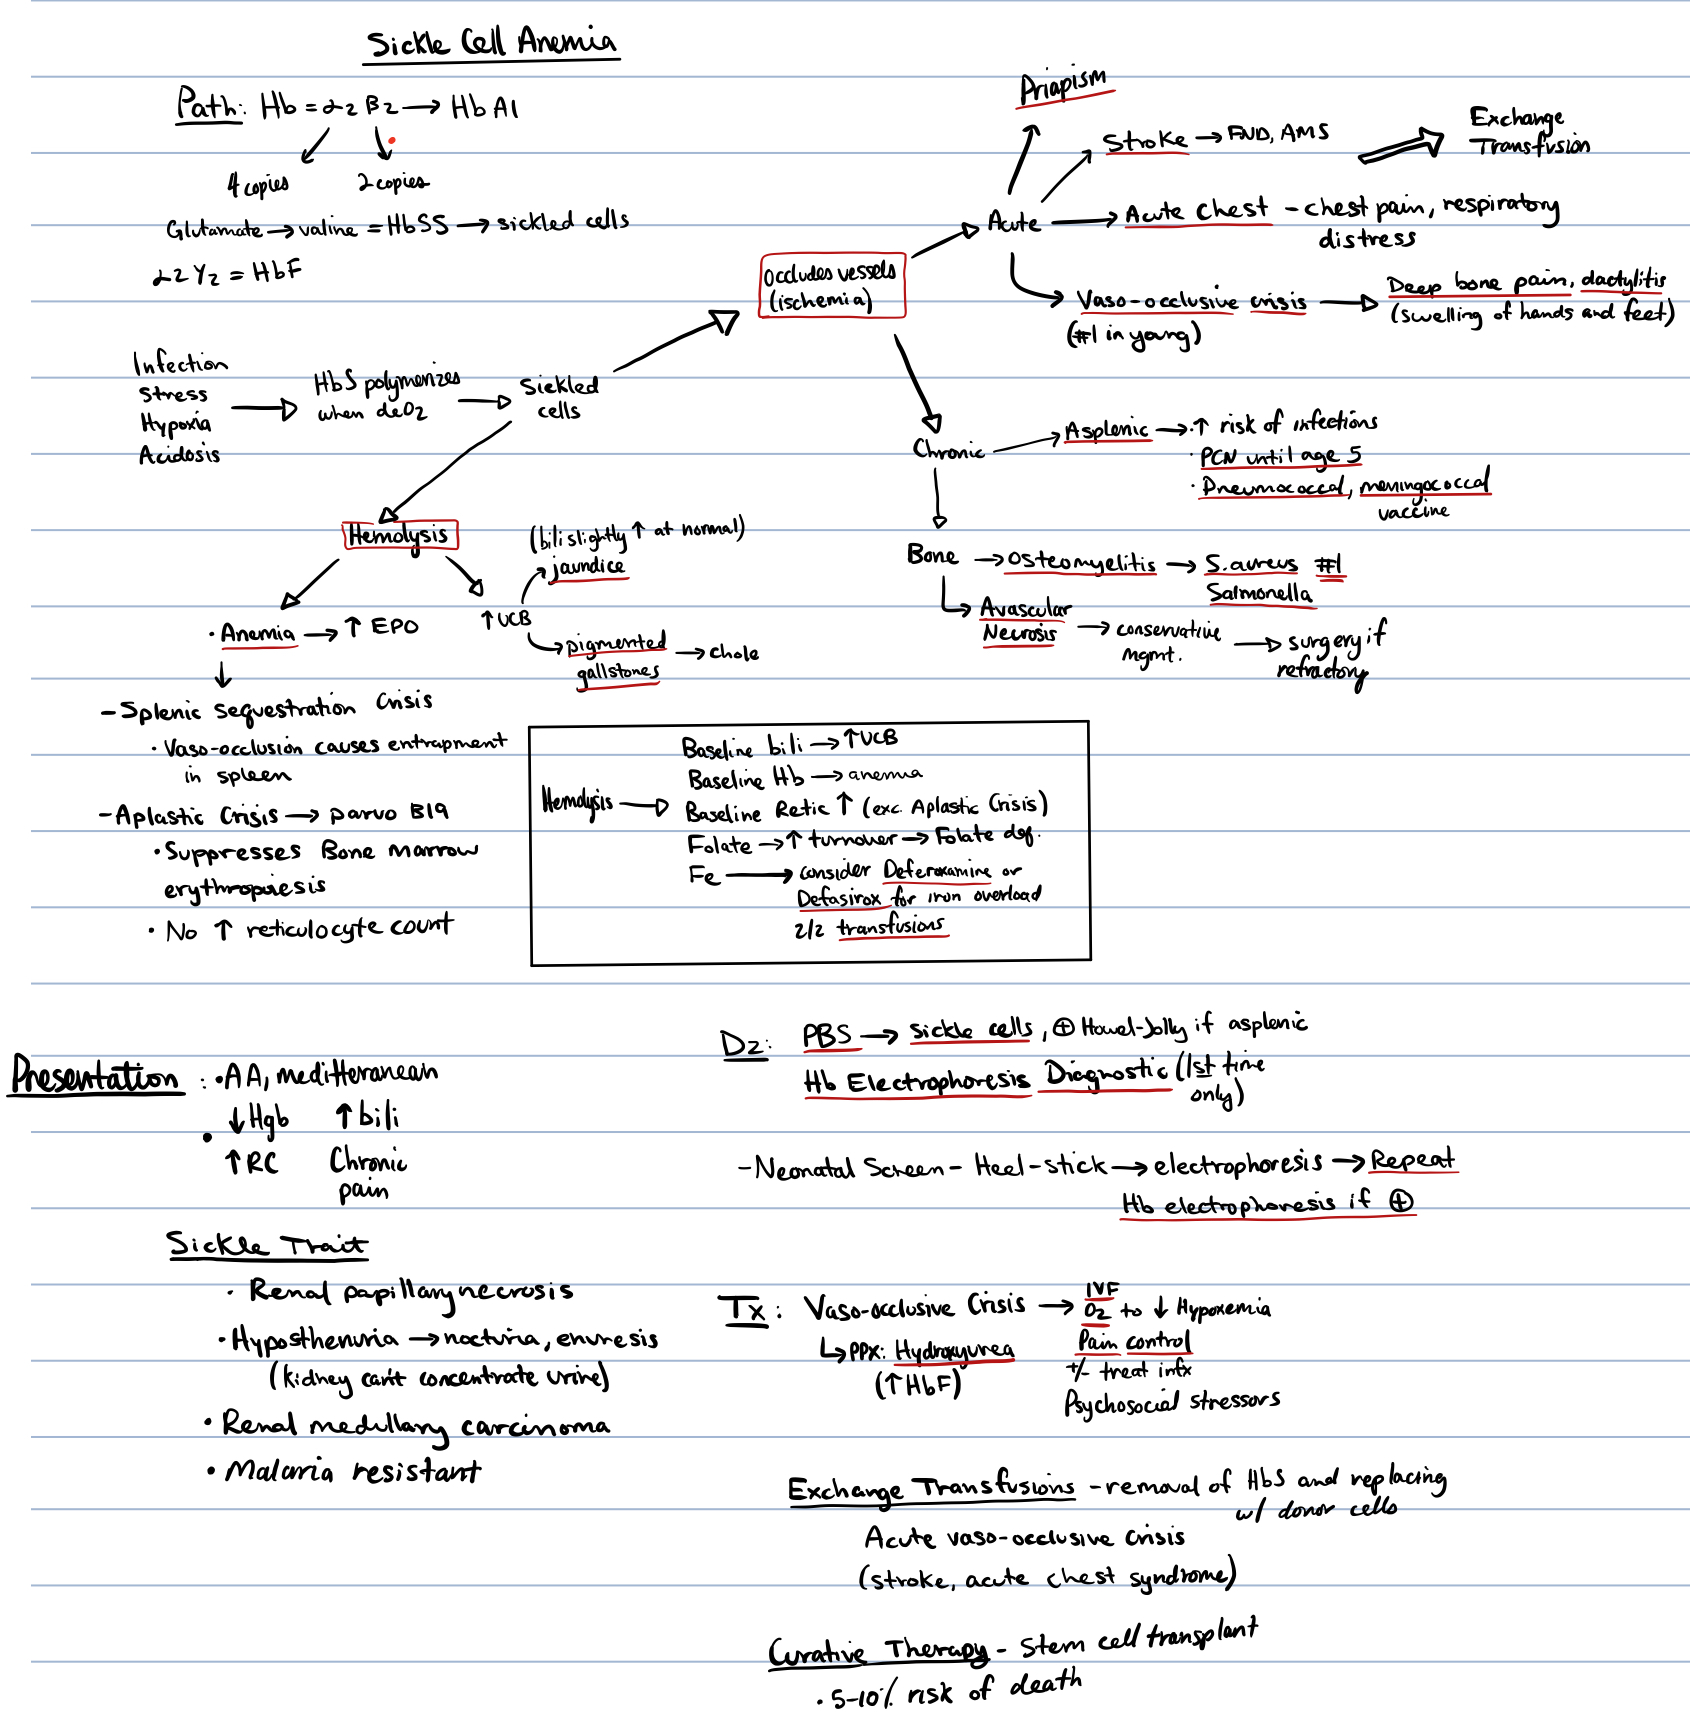 Sickle Cell Anemia
Path: Hb = α2 β2 → Hb A1
4 copies 2 copies
Glutamate → valine = HbSS → sickled cells
α2 γ2 = HbF
Infection
Stress
Hypoxia
Acidosis
→ HbS polymerizes
when deO2
→ Sickled
cells
Occludes vessels
(ischemia)
Acute
Priapism
Stroke → FND, AMS
Exchange
Transfusion
Acute chest - chest pain, respiratory
distress
Vaso-occlusive crisis → Deep bone pain, dactylitis
(#1 in young) (swelling of hands and feet)
Chronic → Asplenic → · ↑ risk of infections
· PCN until age 5
· Pneumococcal, meningococcal
vaccine
Bone → Osteomyelitis → S. aureus #1
Salmonella
Avascular
Necrosis → conservative
mgmt. → surgery if
refractory
Hemolysis
(bili slightly ↑ at normal)
jaundice
↑ UCB
pigmented → chole
gallstones
· Anemia → ↑ EPO
- Splenic sequestration Crisis
· Vaso-occlusion causes entrapment
in spleen
- Aplastic Crisis → parvo B19
· Suppresses Bone marrow
erythropiesis
· No ↑ reticulocyte count
Hemolysis →
Baseline bili → ↑ UCB
Baseline Hb → anemia
Baseline Retic ↑ (exc. Aplastic Crisis)
Folate → ↑ turnover → Folate def.
Fe → consider Deferoxamine or
Defasirox for iron overload
2/2 transfusions
Presentation : · AA, meditteranean
· ↓ Hgb ↑ bili
↑ RC Chronic
pain
Sickle Trait
· Renal papillary necrosis
· Hyposthenuria → nocturia, enuresis
(kidney can't concentrate urine)
· Renal medullary carcinoma
· Malaria resistant
Dz: PBS → sickle cells, ⊕ Howel-Jolly if asplenic
Hb Electrophoresis Diagnostic (1st time
only)
- Neonatal Screen - Heel-stick → electrophoresis → Repeat
Hb electrophoresis if ⊕
Tx: Vaso-occlusive Crisis → IVF
O2 to ↓ Hypoxemia
↳ PPX: Hydroxyurea
(↑ HbF)
Pain control
+/- treat infx
Psychosocial stressors
Exchange Transfusions - removal of HbS and replacing
w/ donor cells
Acute vaso-occlusive crisis
(stroke, acute chest syndrome)
Curative Therapy - Stem cell transplant
· 5-10% risk of death